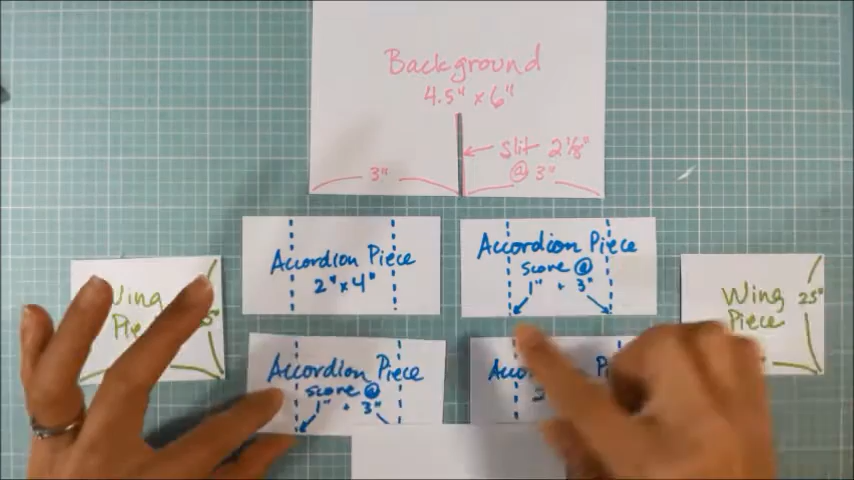 Background
4.5" x 6"
Slit 2 1/8"
@ 3"
3"
Accordion Piece
2" x 4"
Accordion Piece
score @
1" + 3"
Wing
Wing
Piece
25"
Accordion Piece
score @
1" + 3"